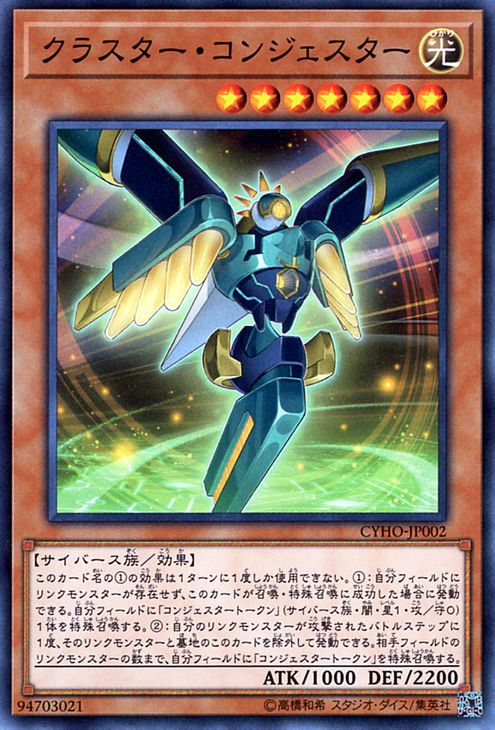 クラスター・コンジェスター
光
CYHO-JP002
【サイバース族／効果】
このカード名の①の効果は1ターンに1度しか使用できない。①：自分フィールドに
リンクモンスターが存在せず、このカードが召喚・特殊召喚に成功した場合に発動
できる。自分フィールドに「コンジェスタートークン」（サイバース族・闇・星1・攻／守0）
1体を特殊召喚する。②：自分のリンクモンスターが攻撃されたバトルステップに
1度、そのリンクモンスターと墓地のこのカードを除外して発動できる。相手フィールドの
リンクモンスターの数まで、自分フィールドに「コンジェスタートークン」を特殊召喚する。
ATK/1000 DEF/2200
94703021
©高橋和希 スタジオ・ダイス/集英社